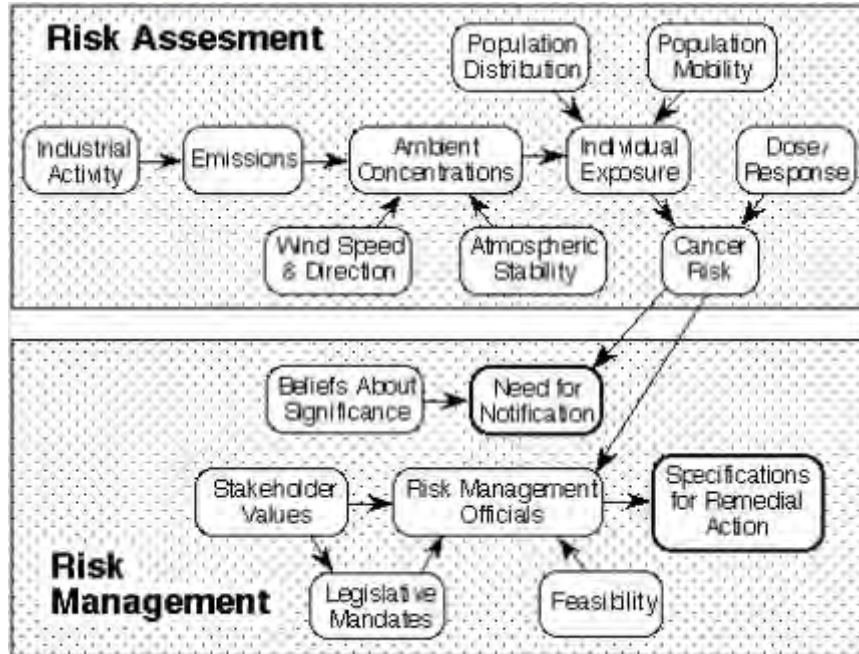 Risk Assesment
Population
Distribution
Population
Mobility
Industrial
Activity
Emissions
Ambient
Concentrations
Individual
Exposure
Dose/
Response
Wind Speed
& Direction
Atmospheric
Stability
Cancer
Risk
Beliefs About
Significance
Need for
Notification
Stakeholder
Values
Risk Management
Officials
Specifications
for Remedial
Action
Risk
Management
Legislative
Mandates
Feasibility